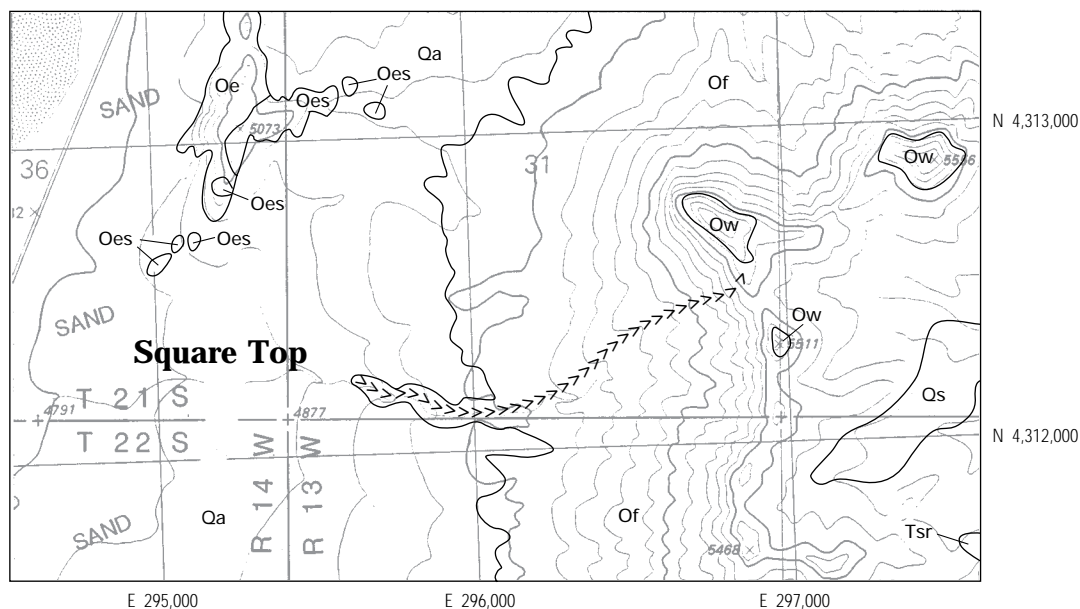 Qa
Oes
Of
Oe
Oes
SAND
5073
N 4,313,000
36
31
Ow
5556
Oes
Ow
Oes
Oes
Ow
SAND
5511
Square Top
T 21 S
4791
4877
Qs
T 22 S
N 4,312,000
R 14 W
R 13 W
Qa
Of
SAND
Tsr
5468
E 295,000
E 296,000
E 297,000